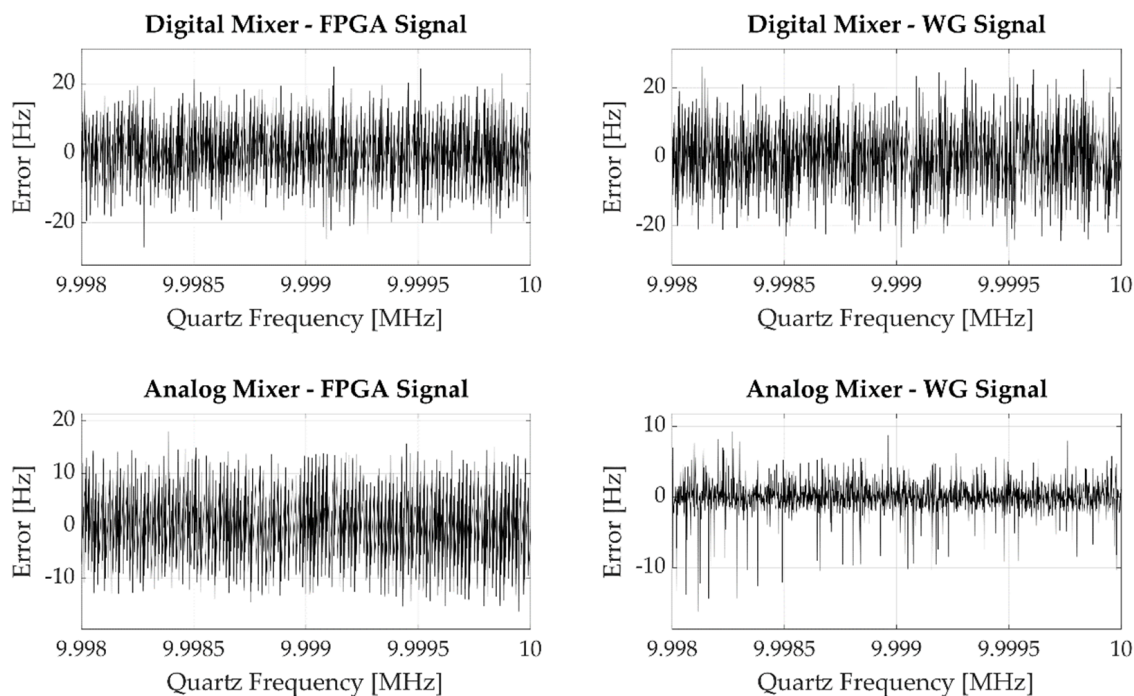 Digital Mixer - FPGA Signal
20
0
-20
Error [Hz]
9.998 9.9985 9.999 9.9995 10
Quartz Frequency [MHz]
Digital Mixer - WG Signal
20
0
-20
Error [Hz]
9.998 9.9985 9.999 9.9995 10
Quartz Frequency [MHz]
Analog Mixer - FPGA Signal
20
10
0
-10
Error [Hz]
9.998 9.9985 9.999 9.9995 10
Quartz Frequency [MHz]
Analog Mixer - WG Signal
10
0
-10
Error [Hz]
9.998 9.9985 9.999 9.9995 10
Quartz Frequency [MHz]